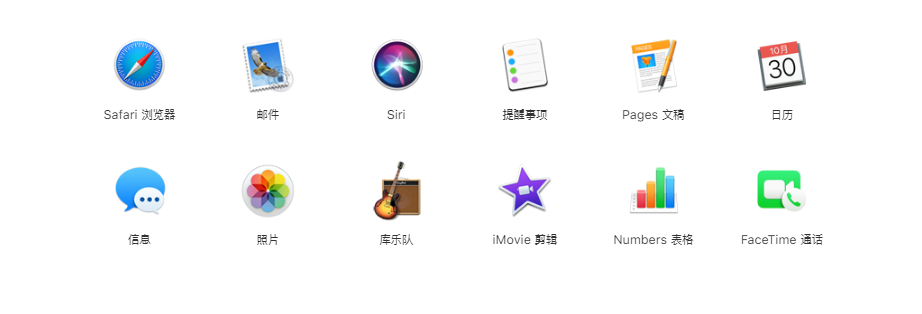 PAGES
10月
30
Safari 浏览器
邮件
Siri
提醒事项
Pages 文稿
日历
信息
照片
库乐队
iMovie 剪辑
Numbers 表格
FaceTime 通话